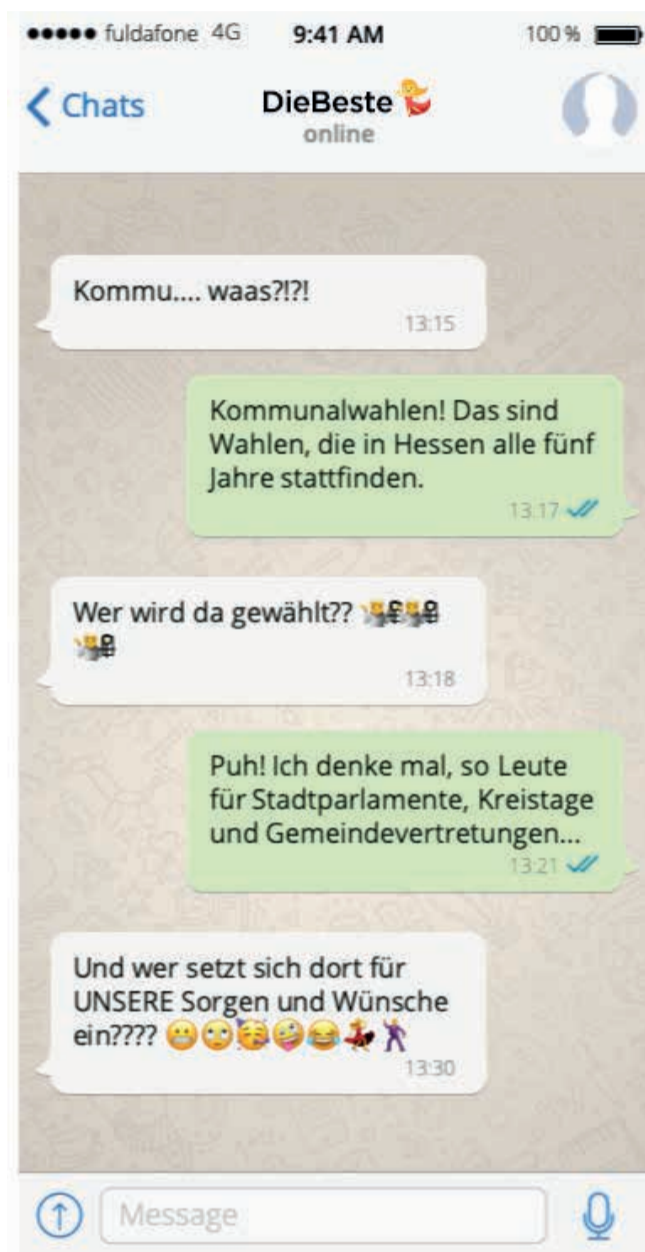 fuldafone 4G 9:41 AM 100 %
Chats DieBeste
online
Kommu.... waas?!?!
13:15
Kommunalwahlen! Das sind
Wahlen, die in Hessen alle fünf
Jahre stattfinden.
13:17
Wer wird da gewählt??
13:18
Puh! Ich denke mal, so Leute
für Stadtparlamente, Kreistage
und Gemeindevertretungen...
13:21
Und wer setzt sich dort für
UNSERE Sorgen und Wünsche
ein???? 😬🙄🥳🤪😂💃🕺
13:30
Message